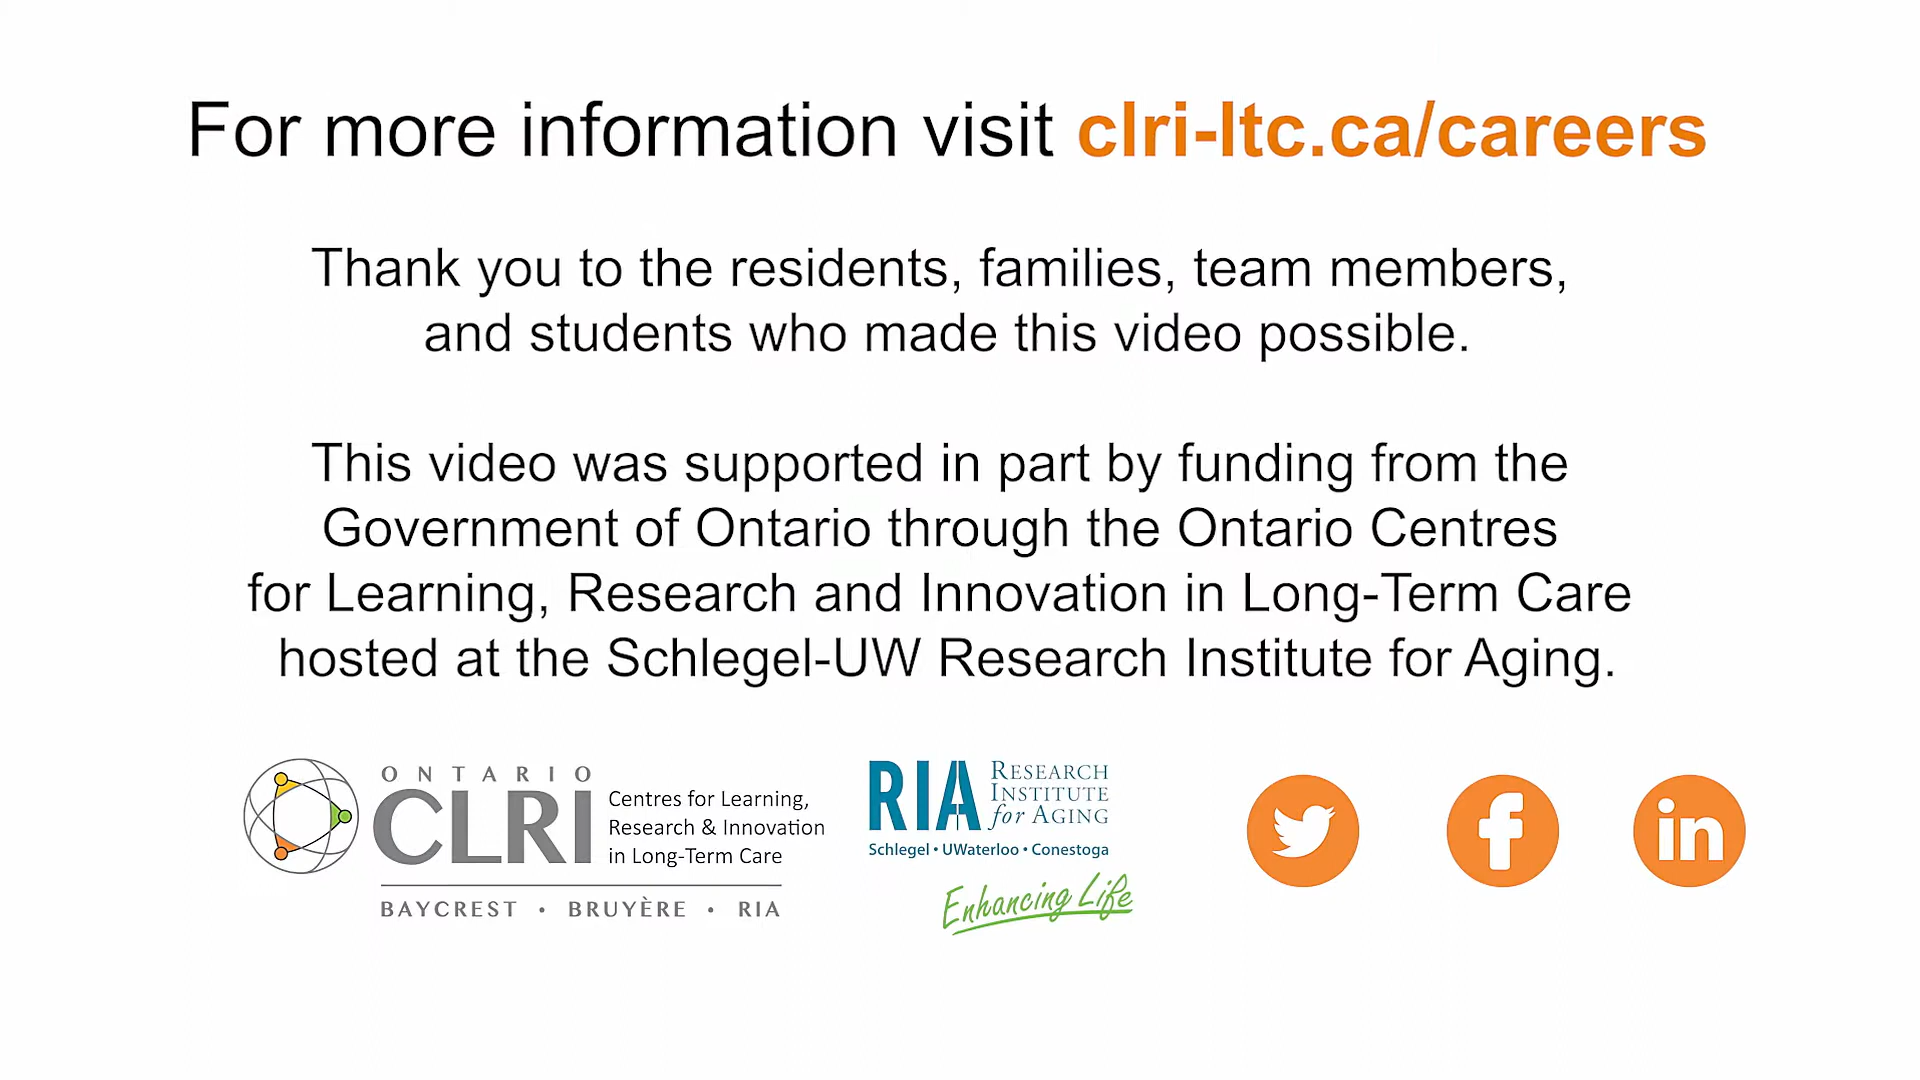 For more information visit clri-ltc.ca/careers
Thank you to the residents, families, team members,
and students who made this video possible.
This video was supported in part by funding from the
Government of Ontario through the Ontario Centres
for Learning, Research and Innovation in Long-Term Care
hosted at the Schlegel-UW Research Institute for Aging.
ONTARIO
CLRI
Centres for Learning,
Research & Innovation
in Long-Term Care
BAYCREST • BRUYÈRE • RIA
RIA
RESEARCH
INSTITUTE
for AGING
Schlegel • UWaterloo • Conestoga
Enhancing Life
f
in